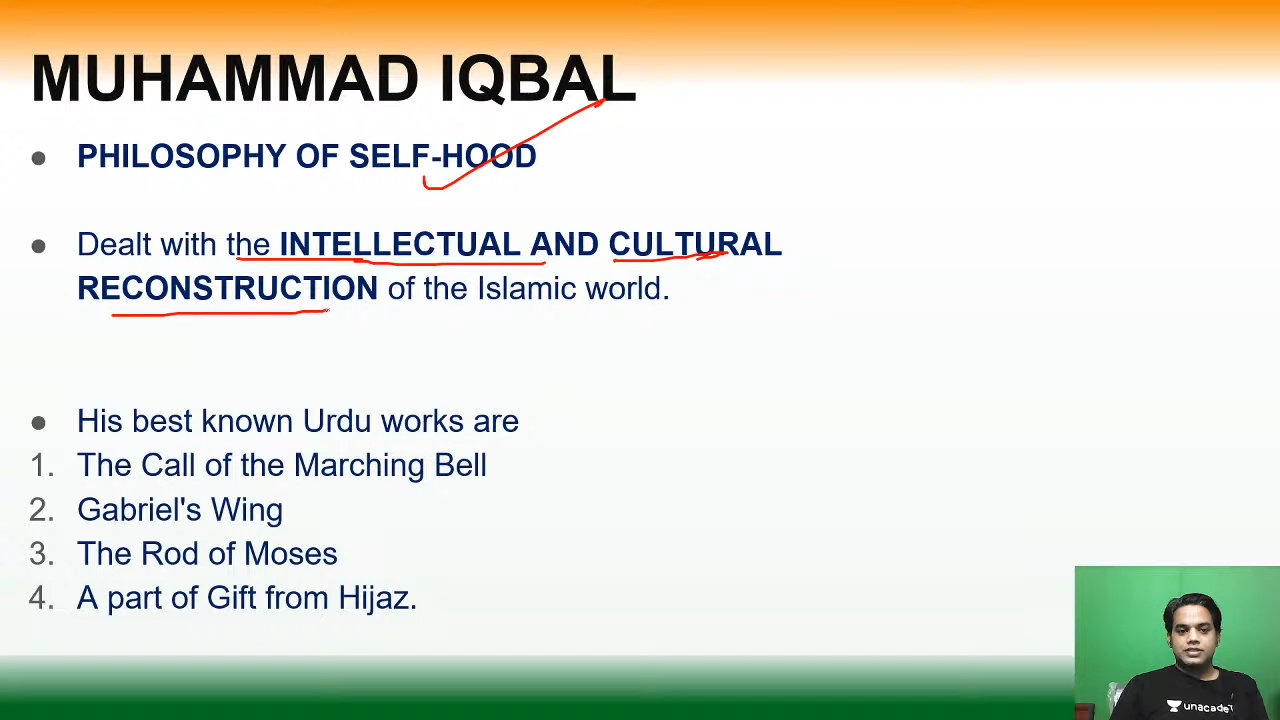 MUHAMMAD IQBAL
● PHILOSOPHY OF SELF-HOOD
● Dealt with the INTELLECTUAL AND CULTURAL
RECONSTRUCTION of the Islamic world.
● His best known Urdu works are
1. The Call of the Marching Bell
2. Gabriel's Wing
3. The Rod of Moses
4. A part of Gift from Hijaz.